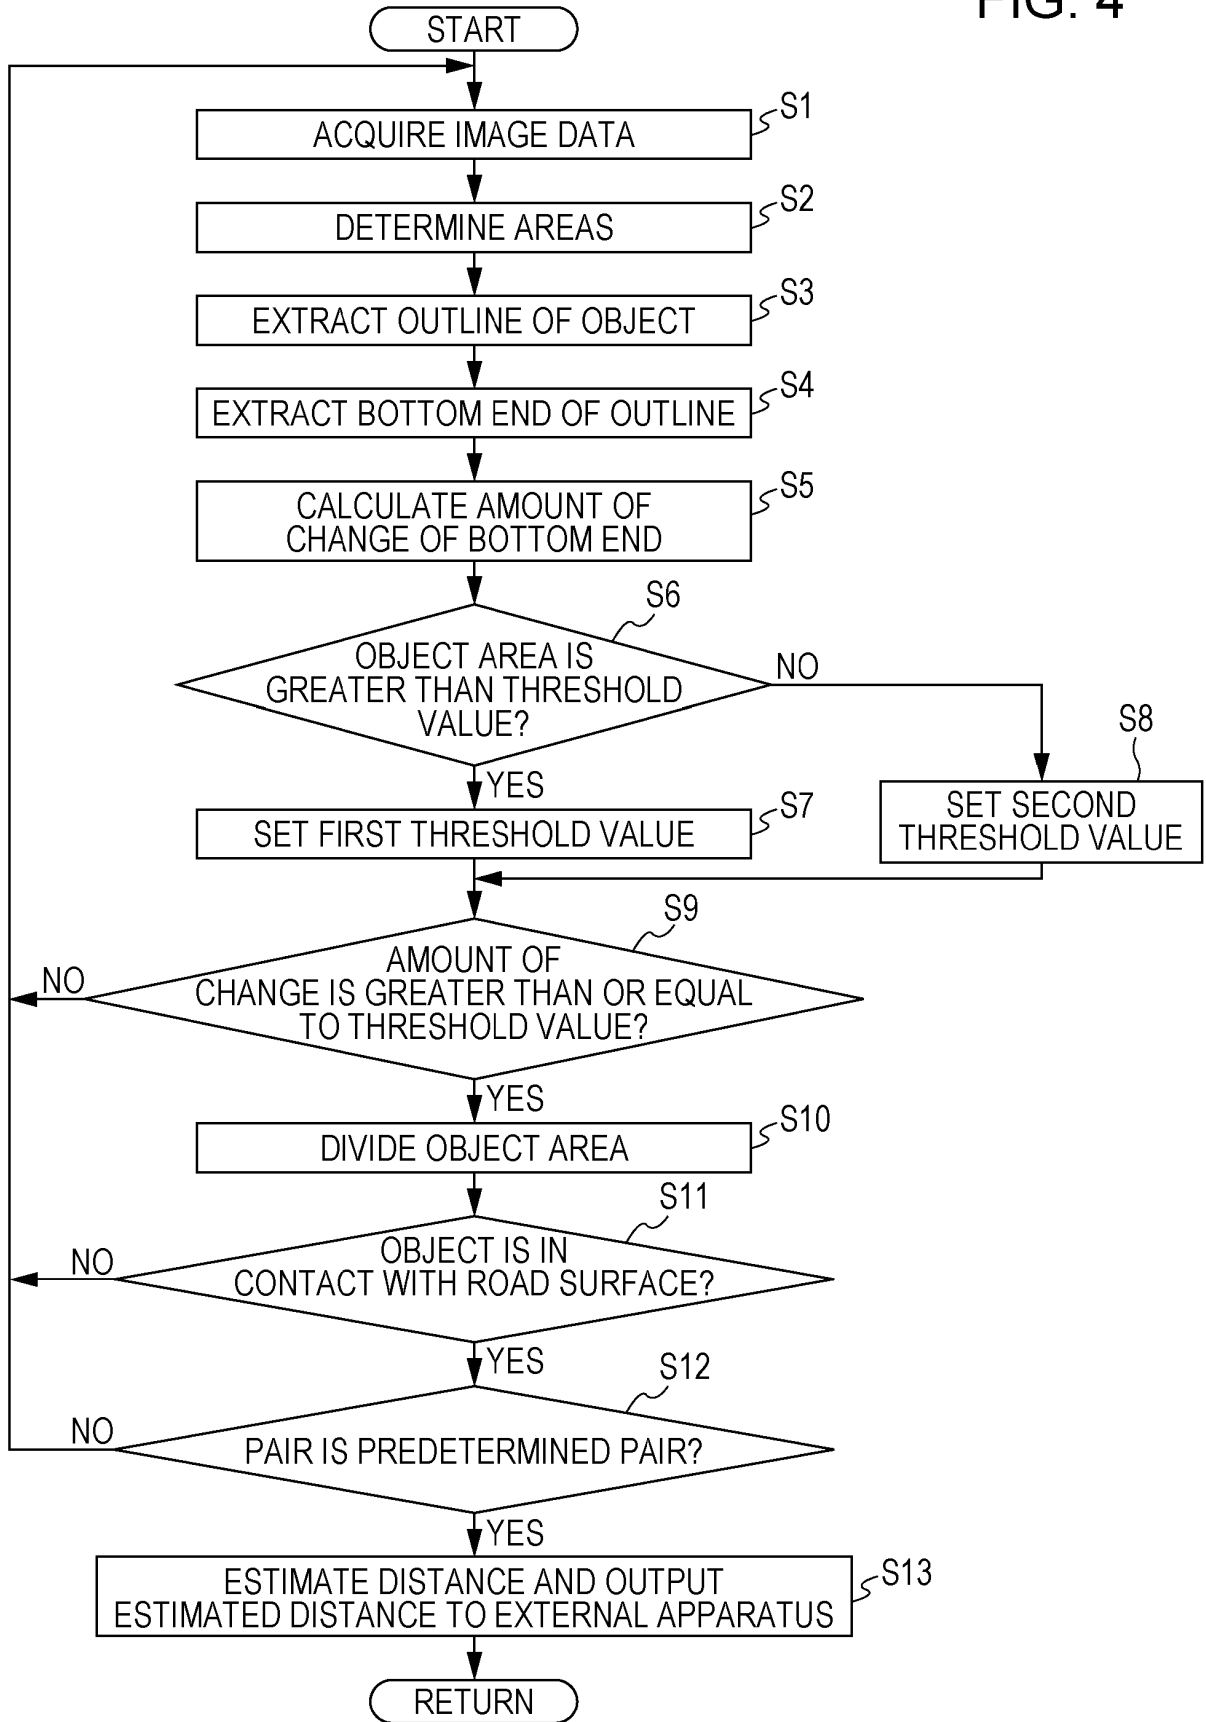 FIG. 4
START
S1
ACQUIRE IMAGE DATA
S2
DETERMINE AREAS
S3
EXTRACT OUTLINE OF OBJECT
S4
EXTRACT BOTTOM END OF OUTLINE
S5
CALCULATE AMOUNT OF
CHANGE OF BOTTOM END
S6
OBJECT AREA IS
GREATER THAN THRESHOLD
VALUE?
NO
YES
S7
SET FIRST THRESHOLD VALUE
S8
SET SECOND
THRESHOLD VALUE
S9
AMOUNT OF
CHANGE IS GREATER THAN OR EQUAL
TO THRESHOLD VALUE?
NO
YES
S10
DIVIDE OBJECT AREA
S11
OBJECT IS IN
CONTACT WITH ROAD SURFACE?
NO
YES
S12
PAIR IS PREDETERMINED PAIR?
NO
YES
S13
ESTIMATE DISTANCE AND OUTPUT
ESTIMATED DISTANCE TO EXTERNAL APPARATUS
RETURN